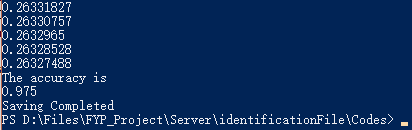 0.26331827
0.26330757
0.2632965
0.26328528
0.26327488
The accuracy is
0.975
Saving Completed
PS D:\Files\FYP_Project\Server\identificationFile\Codes>